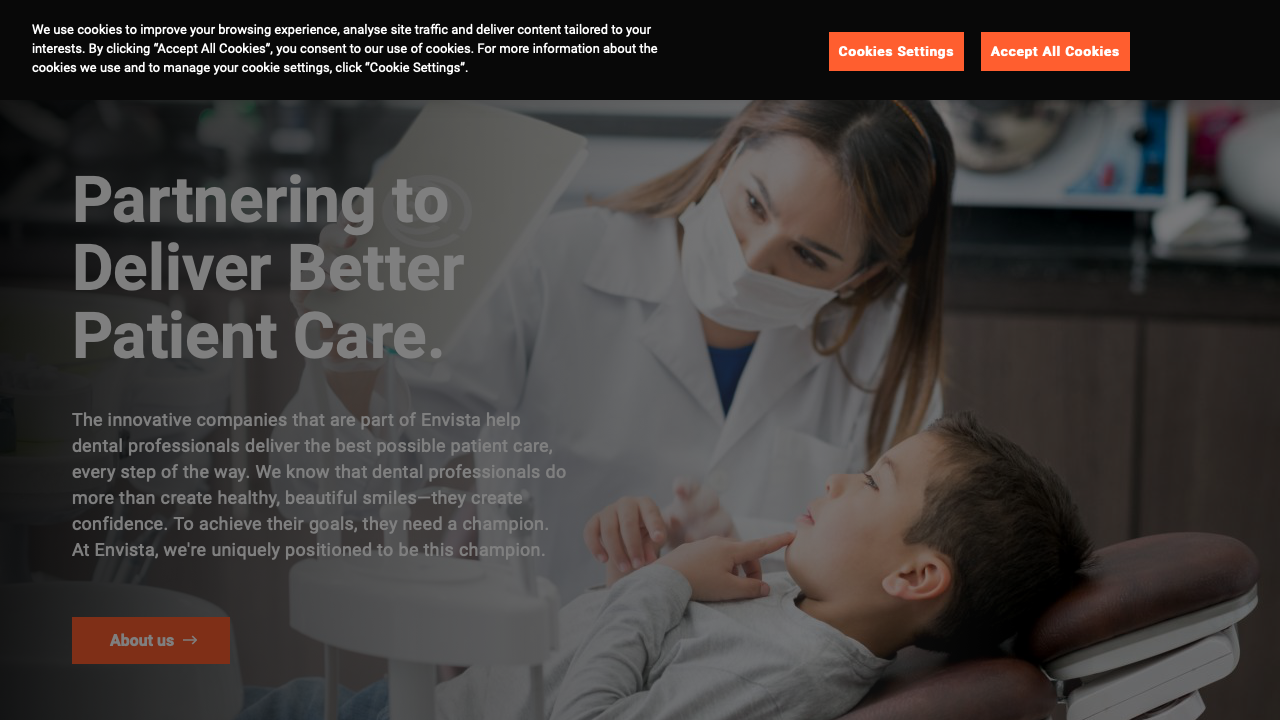 We use cookies to improve your browsing experience, analyse site traffic and deliver content tailored to your
interests. By clicking “Accept All Cookies”, you consent to our use of cookies. For more information about the
cookies we use and to manage your cookie settings, click “Cookie Settings”.
Cookies Settings
Accept All Cookies
Partnering to
Deliver Better
Patient Care.
The innovative companies that are part of Envista help
dental professionals deliver the best possible patient care,
every step of the way. We know that dental professionals do
more than create healthy, beautiful smiles—they create
confidence. To achieve their goals, they need a champion.
At Envista, we're uniquely positioned to be this champion.
About us →